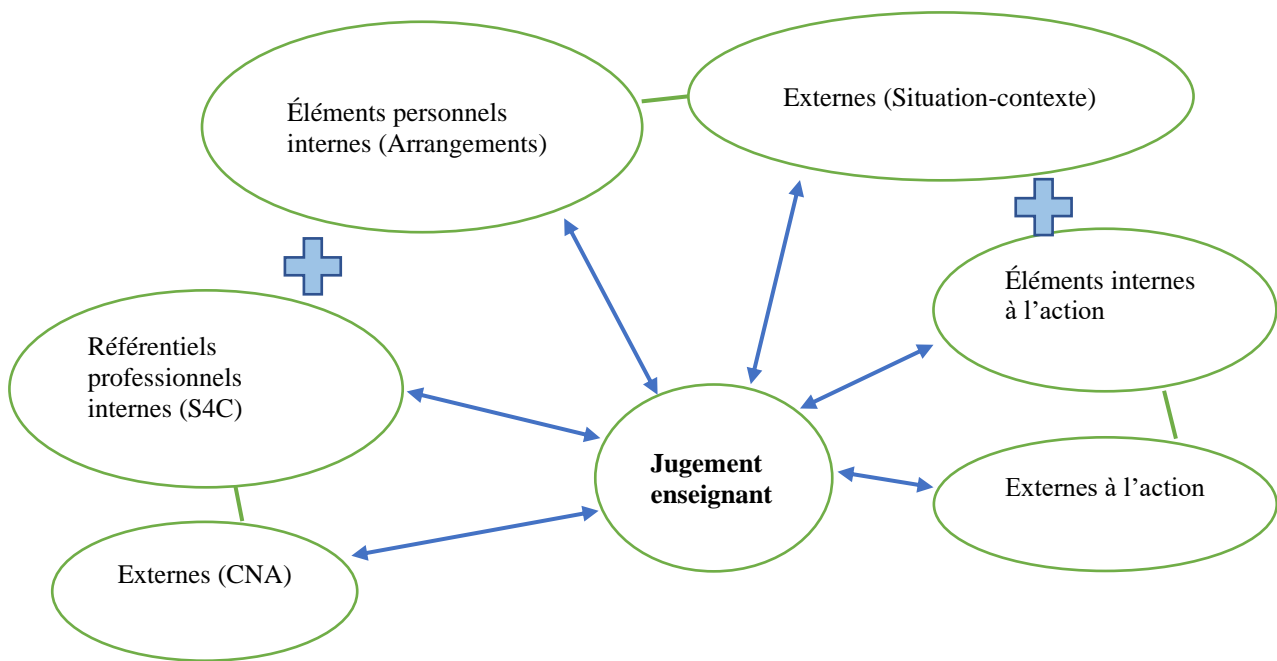 Éléments personnels
internes (Arrangements)
Externes (Situation-contexte)
Éléments internes
à l’action
Référentiels
professionnels
internes (S4C)
Jugement
enseignant
Externes à l’action
Externes (CNA)